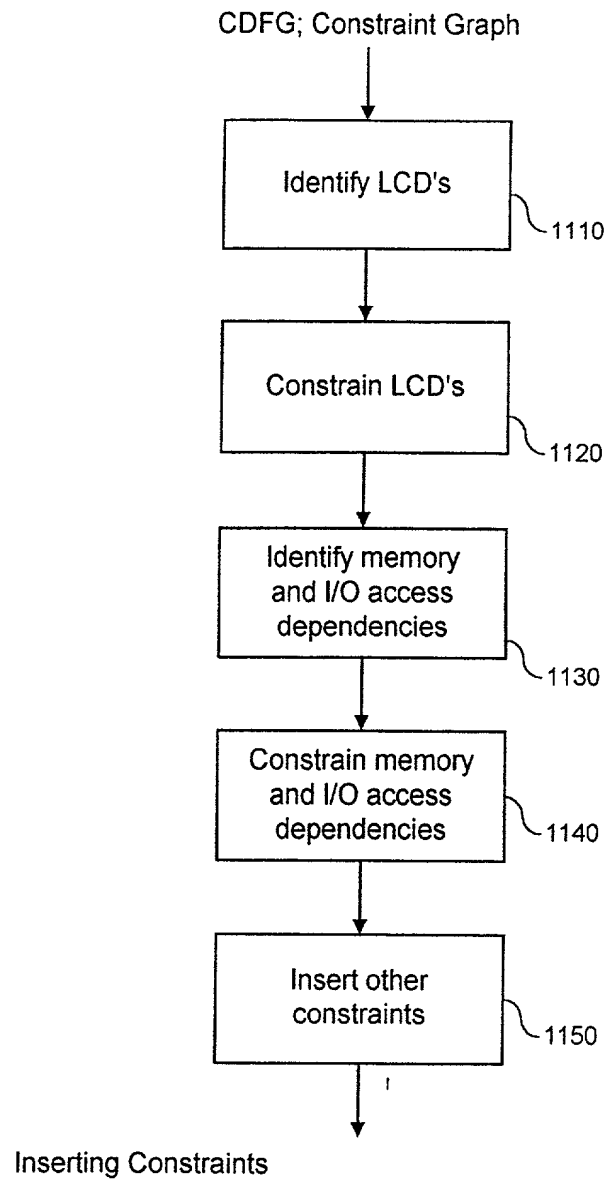 CDFG; Constraint Graph
Identify LCD's
1110
Constrain LCD's
1120
Identify memory
and I/O access
dependencies
1130
Constrain memory
and I/O access
dependencies
1140
Insert other
constraints
1150
Inserting Constraints